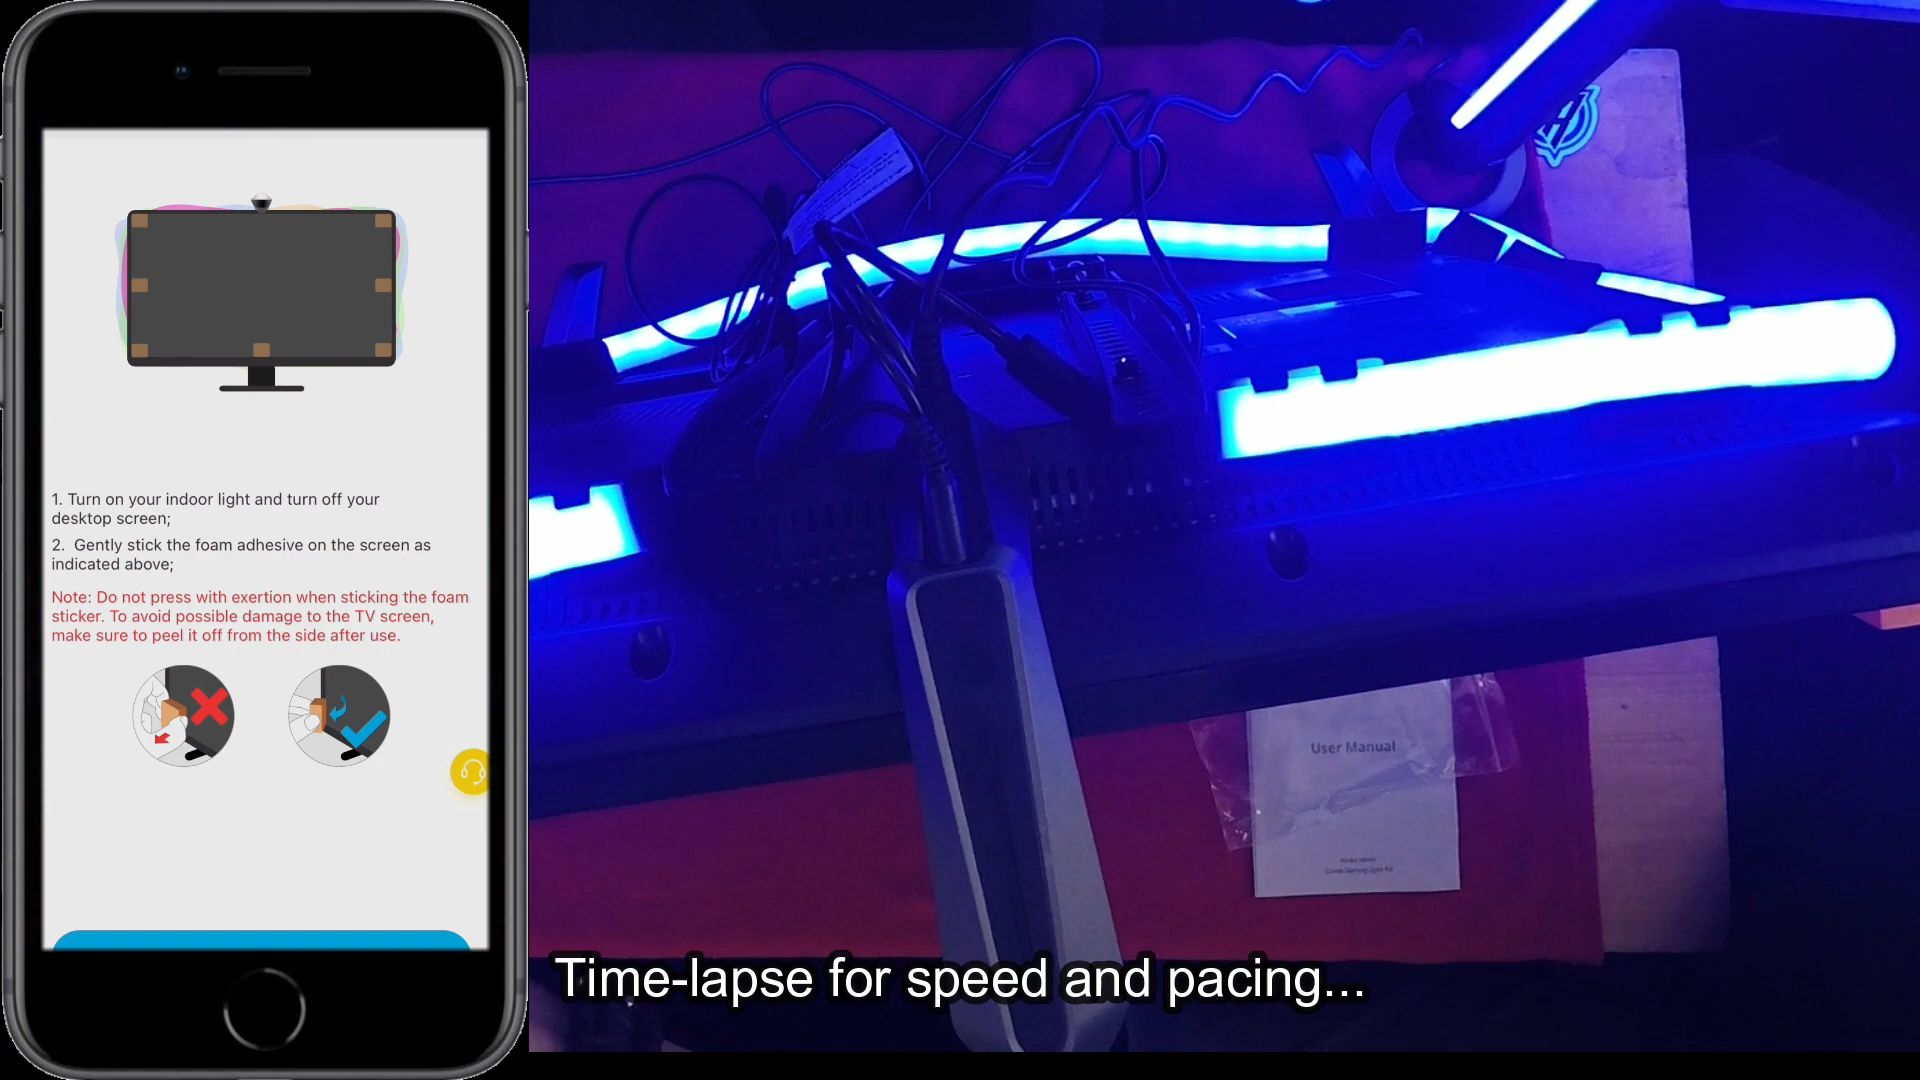 1. Turn on your indoor light and turn off your
desktop screen;
2. Gently stick the foam adhesive on the screen as
indicated above;
Note: Do not press with exertion when sticking the foam
sticker. To avoid possible damage to the TV screen,
make sure to peel it off from the side after use.
User Manual
Time-lapse for speed and pacing...